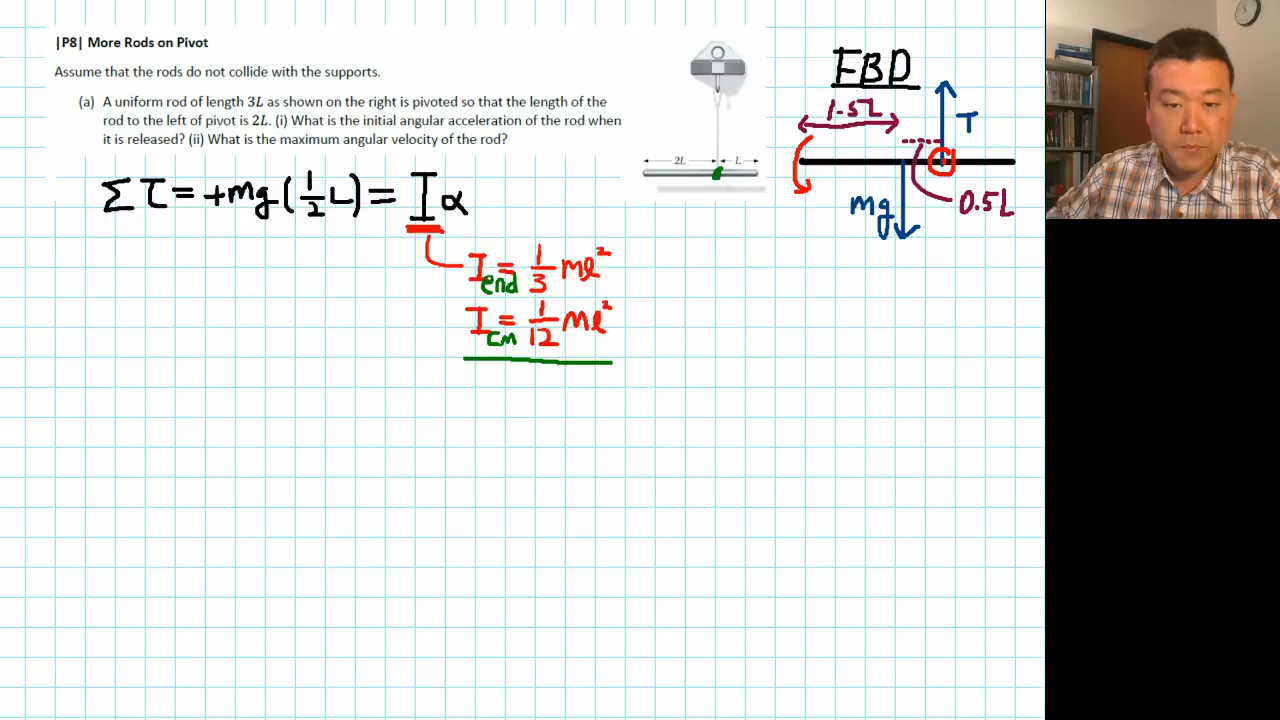 |P8| More Rods on Pivot
Assume that the rods do not collide with the supports.
(a) A uniform rod of length 3L as shown on the right is pivoted so that the length of the
rod to the left of pivot is 2L. (i) What is the initial angular acceleration of the rod when
it is released? (ii) What is the maximum angular velocity of the rod?
2L
L
FBD
1.5L
T
mg
0.5L
Στ = +mg(1/2 L) = Iα
I end = 1/3 ml²
I cm = 1/12 ml²